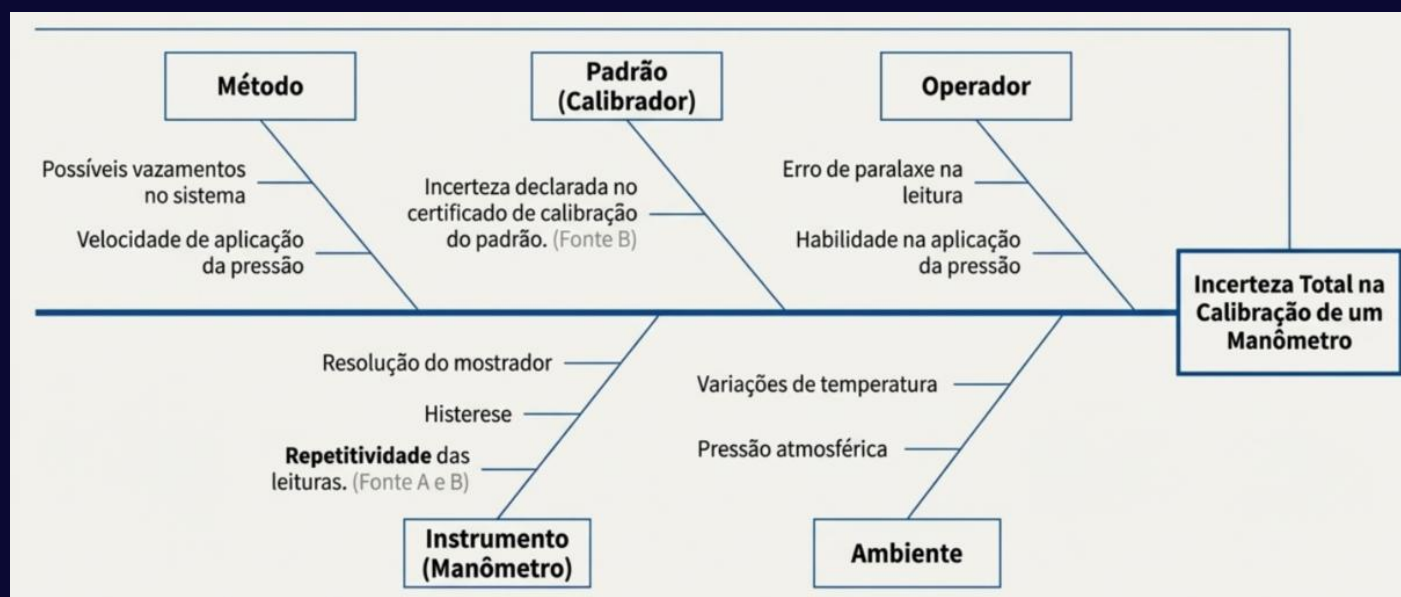 Método
Padrão
(Calibrador)
Operador
Possíveis vazamentos
no sistema
Velocidade de aplicação
da pressão
Incerteza declarada no
certificado de calibração
do padrão. (Fonte B)
Erro de paralaxe na
leitura
Habilidade na aplicação
da pressão
Incerteza Total na
Calibração de um
Manômetro
Resolução do mostrador
Histerese
Repetitividade das
leituras. (Fonte A e B)
Variações de temperatura
Pressão atmosférica
Instrumento
(Manômetro)
Ambiente